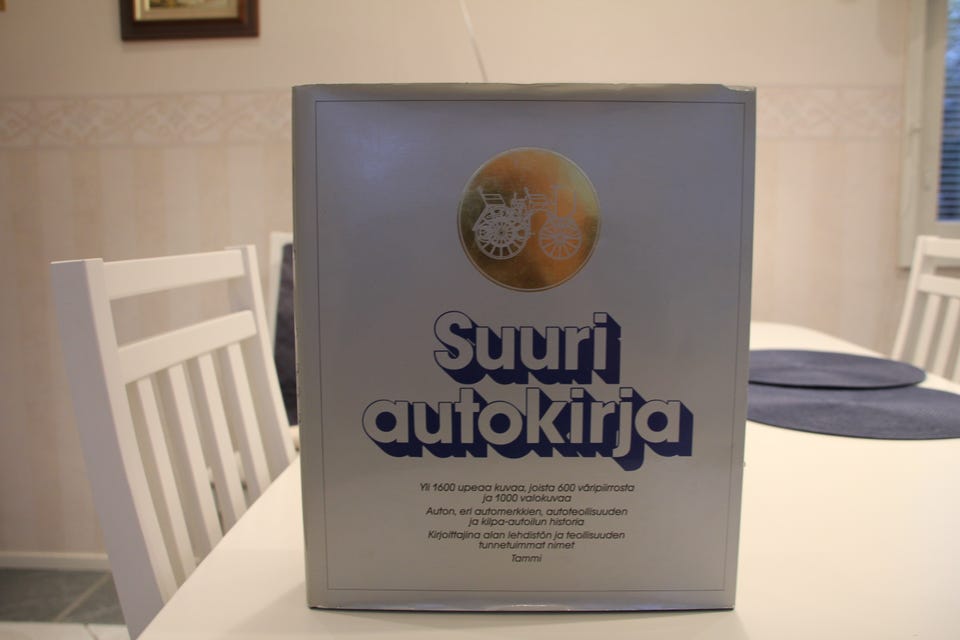 Suuri
autokirja
Yli 1600 upeaa kuvaa, joista 600 väripiirrosta
ja 1000 valokuvaa
Auton, eri automerkkien, autoteollisuuden
ja kilpa-autoilun historia
Kirjoittajina alan lehdistön ja teollisuuden
tunnetuimmat nimet
Tammi